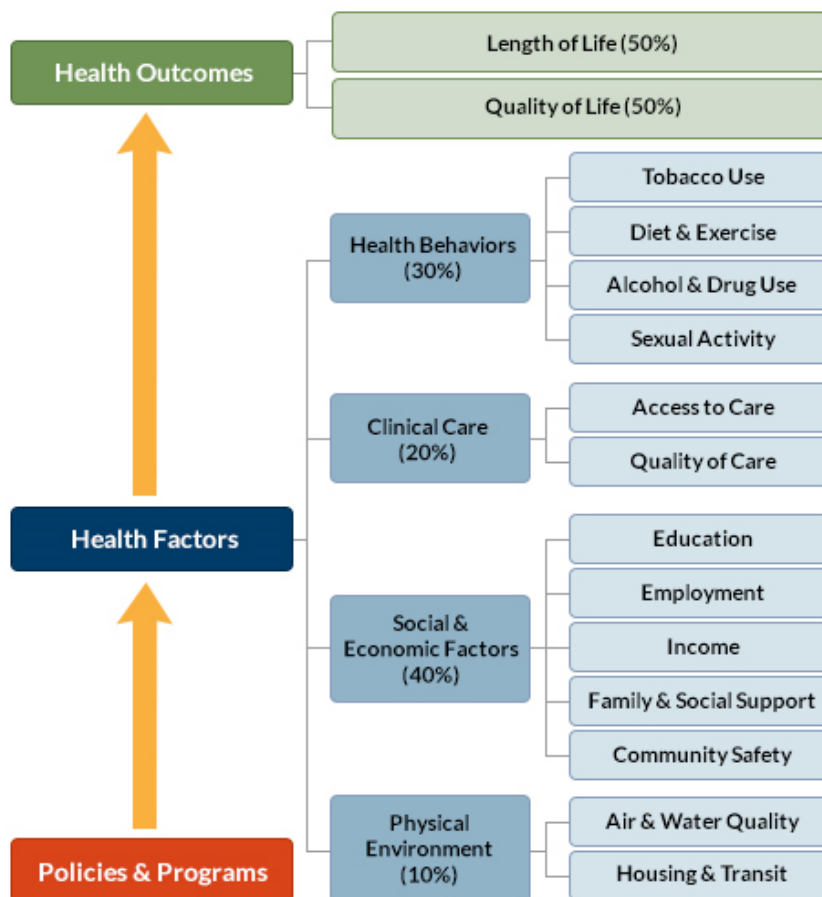 Health Outcomes
Length of Life (50%)
Quality of Life (50%)
Health Factors
Health Behaviors
(30%)
Tobacco Use
Diet & Exercise
Alcohol & Drug Use
Sexual Activity
Clinical Care
(20%)
Access to Care
Quality of Care
Social &
Economic Factors
(40%)
Education
Employment
Income
Family & Social Support
Community Safety
Physical
Environment
(10%)
Air & Water Quality
Housing & Transit
Policies & Programs